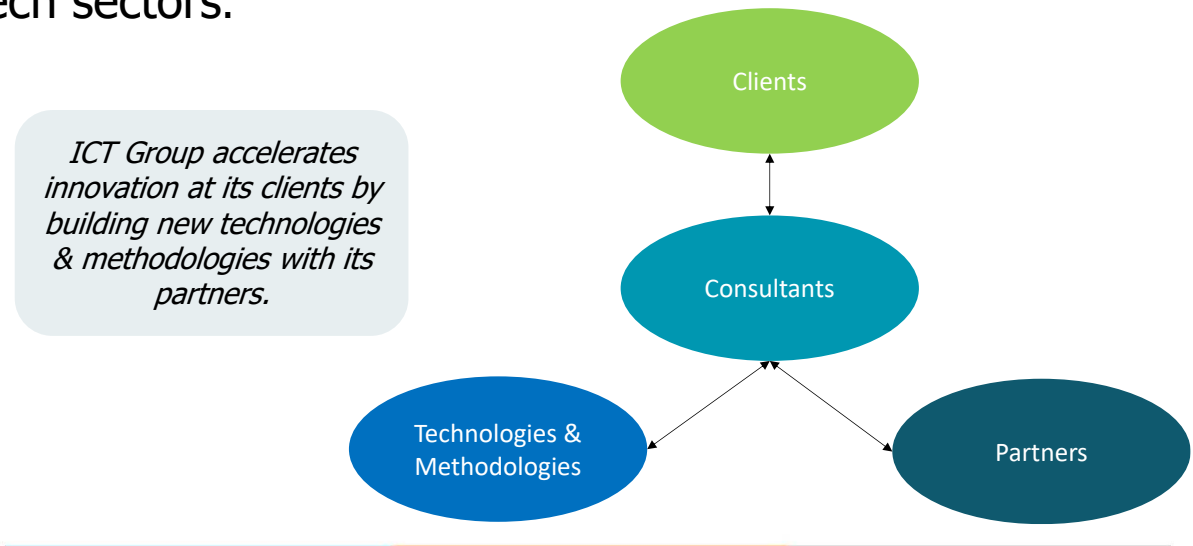 ech sectors.
Clients
ICT Group accelerates
innovation at its clients by
building new technologies
& methodologies with its
partners.
Consultants
Technologies &
Methodologies
Partners